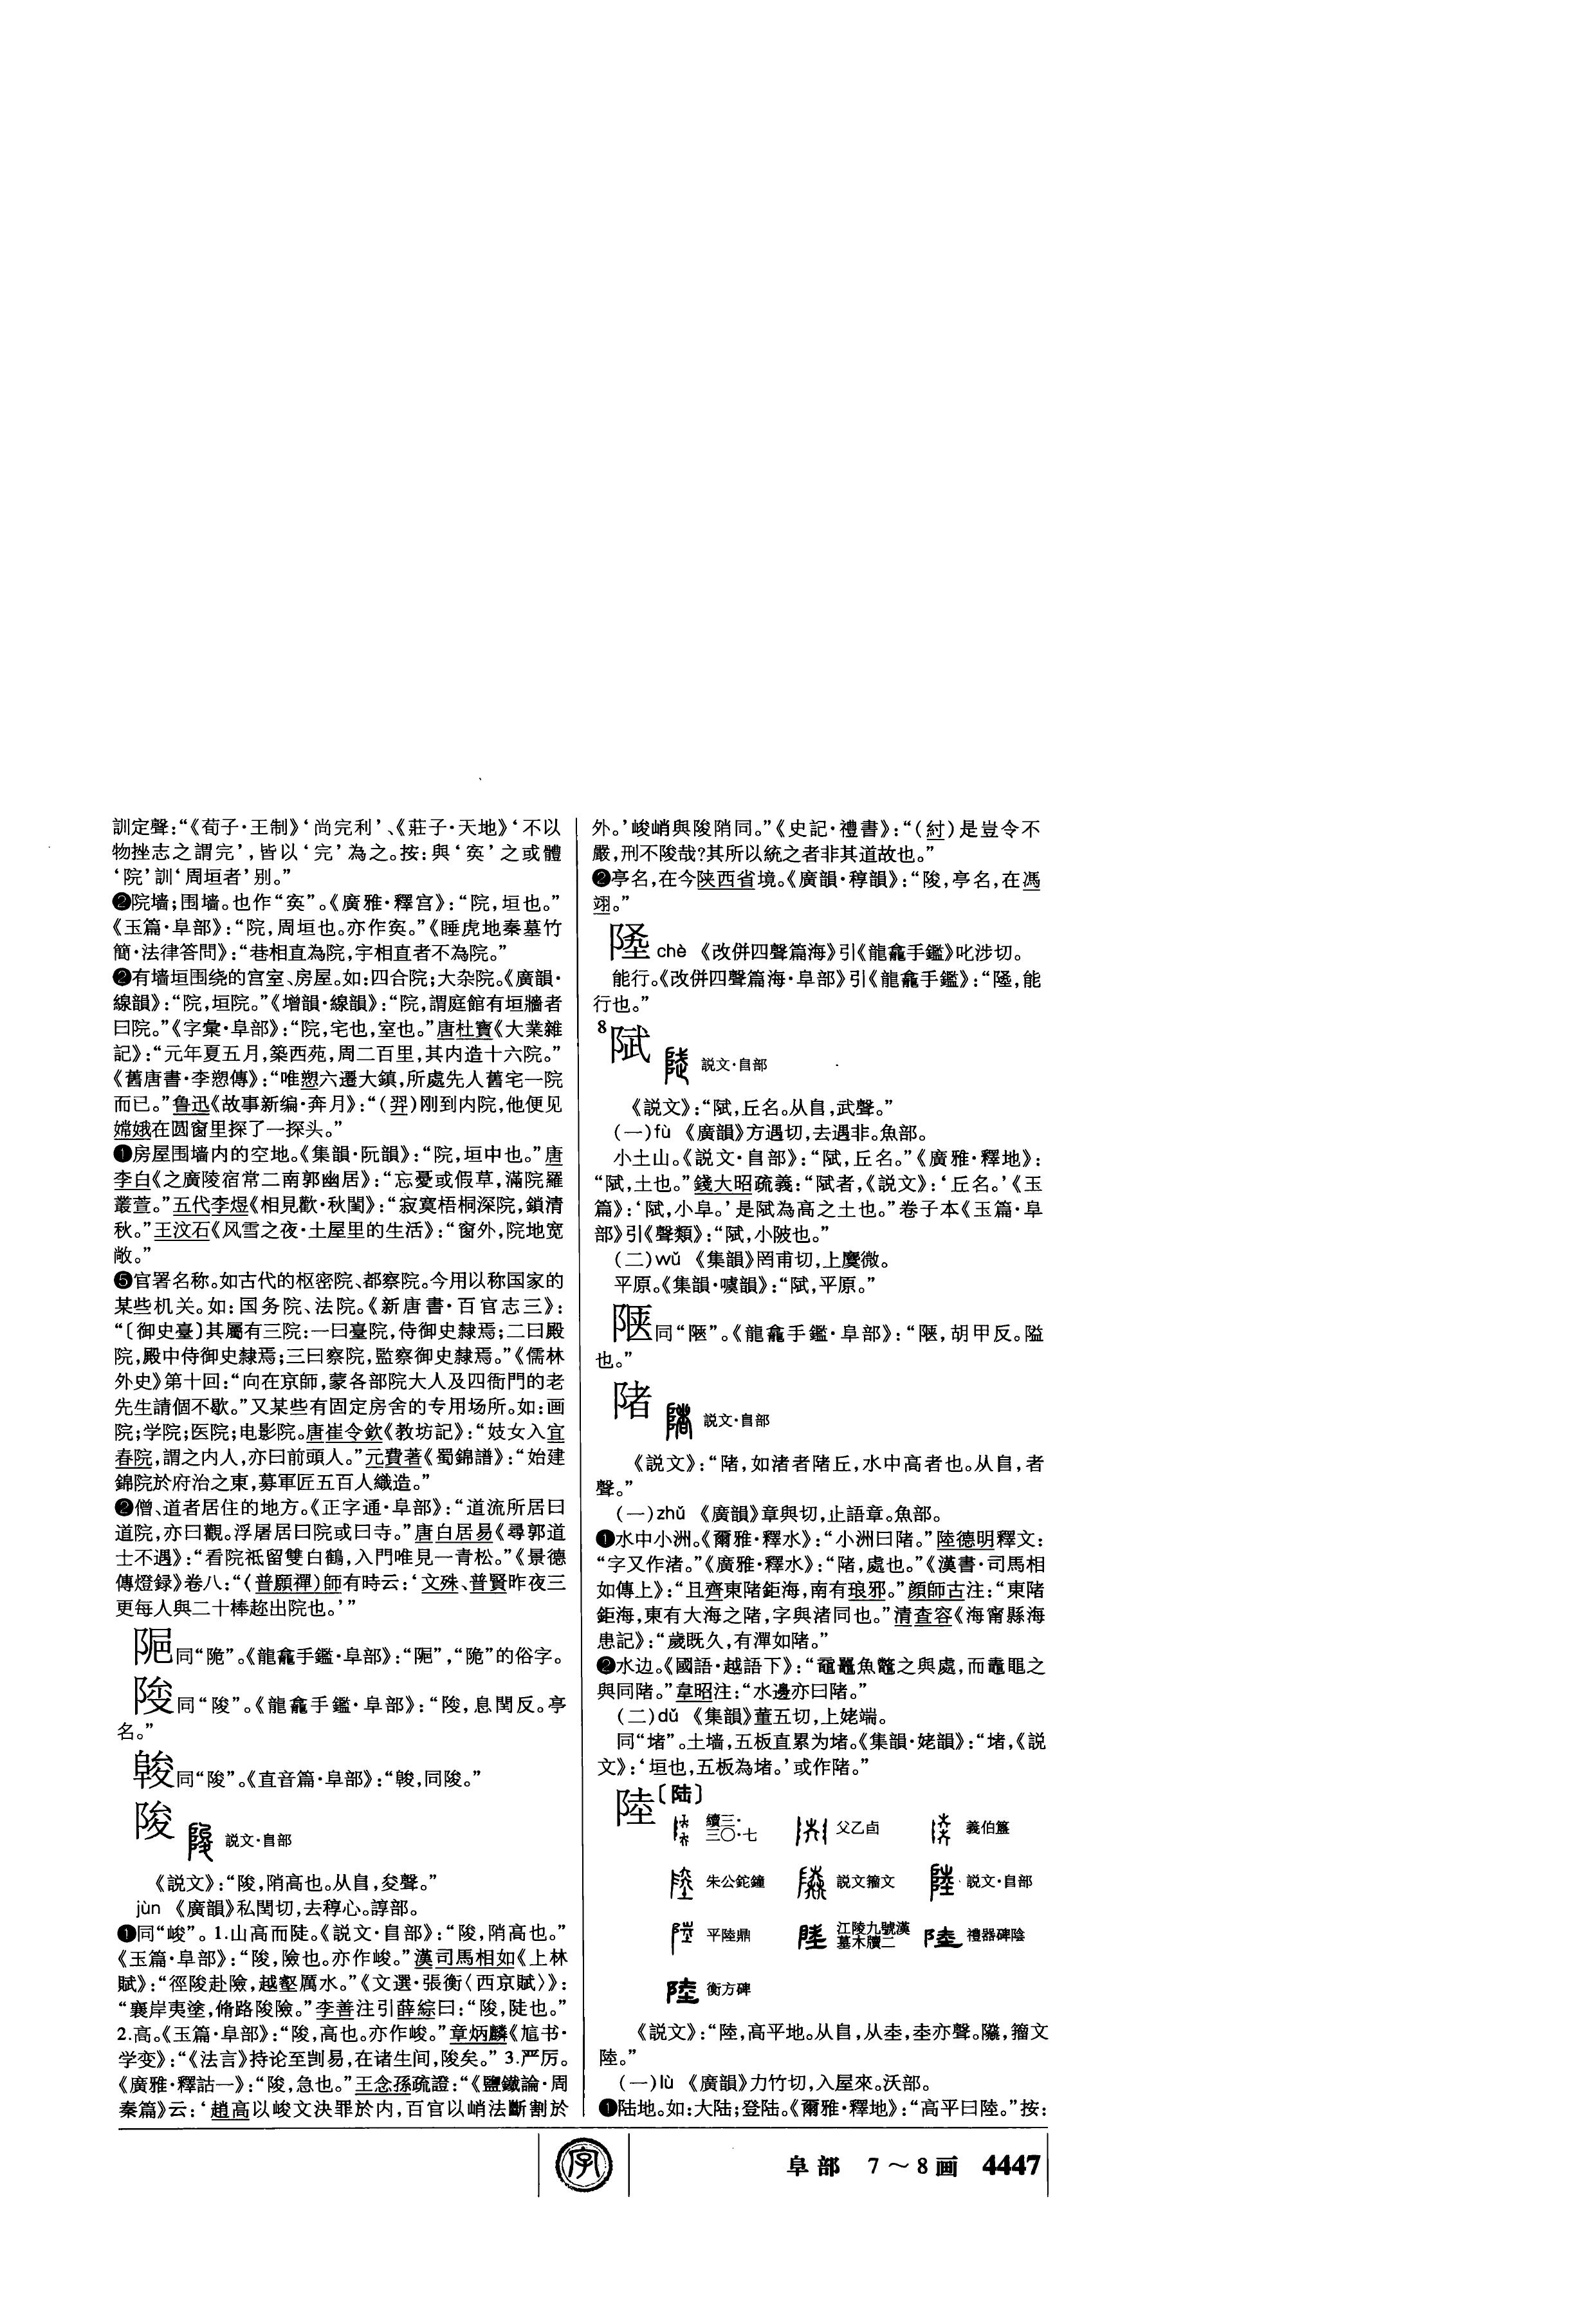 訓定聲：“《荀子·王制》‘尚完利’、《莊子·天地》‘不以
物挫志之謂完’，皆以‘完’為之。按：與‘奂’之或體
‘院’訓‘周垣者’别。”
❷院墙；围墙。也作“奂”。《廣雅·釋宫》：“院，垣也。”
《玉篇·阜部》：“院，周垣也。亦作奂。”《睡虎地秦墓竹
簡·法律答問》：“巷相直為院，宇相直者不為院。”
❷有墙垣围绕的宫室、房屋。如：四合院；大杂院。《廣韻·
線韻》：“院，垣院。”《增韻·線韻》：“院，謂庭館有垣牆者
曰院。”《字彙·阜部》：“院，宅也，室也。”唐杜寶《大業雜
記》：“元年夏五月，築西苑，周二百里，其内造十六院。”
《舊唐書·李愬傳》：“唯愬六遷大鎮，所處先人舊宅一院
而已。”鲁迅《故事新编·奔月》：“（羿）刚到内院，他便见
嫦娥在圆窗里探了一探头。”
❶房屋围墙内的空地。《集韻·阮韻》：“院，垣中也。”唐
李白《之廣陵宿常二南郭幽居》：“忘憂或假草，滿院羅
叢萱。”五代李煜《相見歡·秋閨》：“寂寞梧桐深院，鎖清
秋。”王汶石《风雪之夜·土屋里的生活》：“窗外，院地宽
敞。”
❺官署名称。如古代的枢密院、都察院。今用以称国家的
某些机关。如：国务院、法院。《新唐書·百官志三》：
“〔御史臺〕其屬有三院：一曰臺院，侍御史隸焉；二曰殿
院，殿中侍御史隸焉；三曰察院，監察御史隸焉。”《儒林
外史》第十回：“向在京師，蒙各部院大人及四衙門的老
先生請個不歇。”又某些有固定房舍的专用场所。如：画
院；学院；医院；电影院。唐崔令欽《教坊記》：“妓女入宜
春院，謂之内人，亦曰前頭人。”元費著《蜀錦譜》：“始建
錦院於府治之東，募軍匠五百人織造。”
❷僧、道者居住的地方。《正字通·阜部》：“道流所居曰
道院，亦曰觀。浮屠居曰院或曰寺。”唐白居易《尋郭道
士不遇》：“看院祗留雙白鶴，入門唯見一青松。”《景德
傳燈録》卷八：“（普願禪）師有時云：‘文殊、普賢昨夜三
更每人與二十棒趂出院也。’”
同“陒”。《龍龕手鑑·阜部》：“”，“陒”的俗字。
同“陖”。《龍龕手鑑·阜部》：“，息閏反。亭
名。”
同“陖”。《直音篇·阜部》：“，同陖。”
陖 説文·𨸏部
《説文》：“陖，陗高也。从𨸏，夋聲。”
jùn 《廣韻》私閏切，去稕心。諄部。
❶同“峻”。1.山高而陡。《説文·𨸏部》：“陖，陗高也。”
《玉篇·阜部》：“陖，險也。亦作峻。”漢司馬相如《上林
賦》：“徑陖赴險，越壑厲水。”《文選·張衡〈西京賦〉》：
“襄岸夷塗，脩路陖險。”李善注引薛綜曰：“陖，陡也。”
2.高。《玉篇·阜部》：“陖，高也。亦作峻。”章炳麟《訄书·
学变》：“《法言》持论至剀易，在诸生间，陖矣。” 3.严厉。
《廣雅·釋詁一》：“陖，急也。”王念孫疏證：“《鹽鐵論·周
秦篇》云：‘趙高以峻文決罪於内，百官以峭法斷割於
外。’峻峭與陖陗同。”《史記·禮書》：“（紂）是豈令不
嚴，刑不陖哉？其所以統之者非其道故也。”
❷亭名，在今陕西省境。《廣韻·稕韻》：“陖，亭名，在馮
翊。”
chè 《改併四聲篇海》引《龍龕手鑑》叱涉切。
能行。《改併四聲篇海·阜部》引《龍龕手鑑》：“，能
行也。”
8
陚 説文·𨸏部
《説文》：“陚，丘名。从𨸏，武聲。”
（一）fù 《廣韻》方遇切，去遇非。魚部。
小土山。《説文·𨸏部》：“陚，丘名。”《廣雅·釋地》：
“陚，土也。”錢大昭疏義：“陚者，《説文》：‘丘名。’《玉
篇》：‘陚，小阜。’是陚為高之土也。”卷子本《玉篇·阜
部》引《聲類》：“陚，小陂也。”
（二）wǔ 《集韻》罔甫切，上麌微。
平原。《集韻·噳韻》：“陚，平原。”
同“陿”。《龍龕手鑑·阜部》：“，胡甲反。隘
也。”
陼 説文·𨸏部
《説文》：“陼，如渚者陼丘，水中高者也。从𨸏，者
聲。”
（一）zhǔ 《廣韻》章與切，止語章。魚部。
❶水中小洲。《爾雅·釋水》：“小洲曰陼。”陸德明釋文：
“字又作渚。”《廣雅·釋水》：“陼，處也。”《漢書·司馬相
如傳上》：“且齊東陼鉅海，南有琅邪。”顔師古注：“東陼
鉅海，東有大海之陼，字與渚同也。”清查容《海甯縣海
患記》：“歲既久，有潬如陼。”
❷水边。《國語·越語下》：“黿鼉魚鼈之與處，而鼃黽之
與同陼。”韋昭注：“水邊亦曰陼。”
（二）dǔ 《集韻》董五切，上姥端。
同“堵”。土墙，五板直累为堵。《集韻·姥韻》：“堵，《説
文》：‘垣也，五板為堵。’或作陼。”
陸〔陆〕
續三·三〇·七 父乙卣 義伯簠
朱公鉈鐘 説文籀文 説文·𨸏部
平陸鼎 江陵九號漢墓木牘二 禮器碑陰
衡方碑
《説文》：“陸，高平地。从𨸏，从坴，坴亦聲。𨽰，籀文
陸。”
（一）lù 《廣韻》力竹切，入屋來。沃部。
❶陆地。如：大陆；登陆。《爾雅·釋地》：“高平曰陸。”按：
字
阜部 7～8画 4447